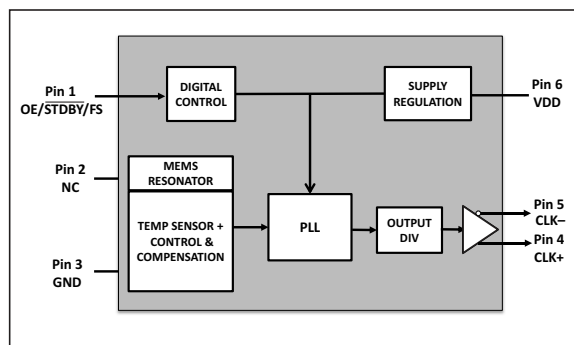 Pin 1
OE/STDBY/FS
DIGITAL
CONTROL
SUPPLY
REGULATION
Pin 6
VDD
Pin 2
NC
MEMS
RESONATOR
TEMP SENSOR +
CONTROL &
COMPENSATION
PLL
OUTPUT
DIV
Pin 5
CLK–
Pin 4
CLK+
Pin 3
GND